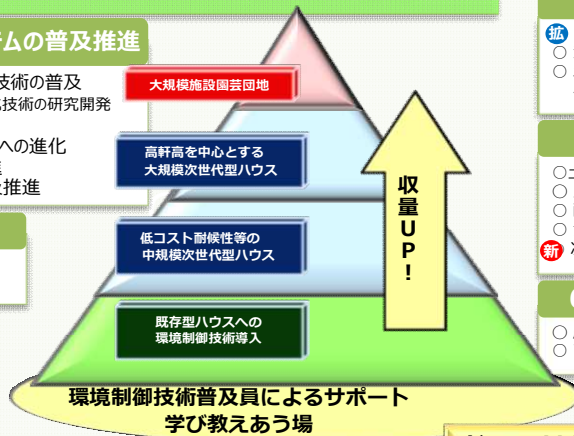 ムの普及推進
技術の普及
技術の研究開発
への進化
推進
大規模施設園芸団地
高軒高を中心とする
大規模次世代型ハウス
低コスト耐候性等の
中規模次世代型ハウス
既存型ハウスへの
環境制御技術導入
収量UP!
環境制御技術普及員によるサポート
学び教えあう場
拡
○
○
○
○
○
○
新
○
○